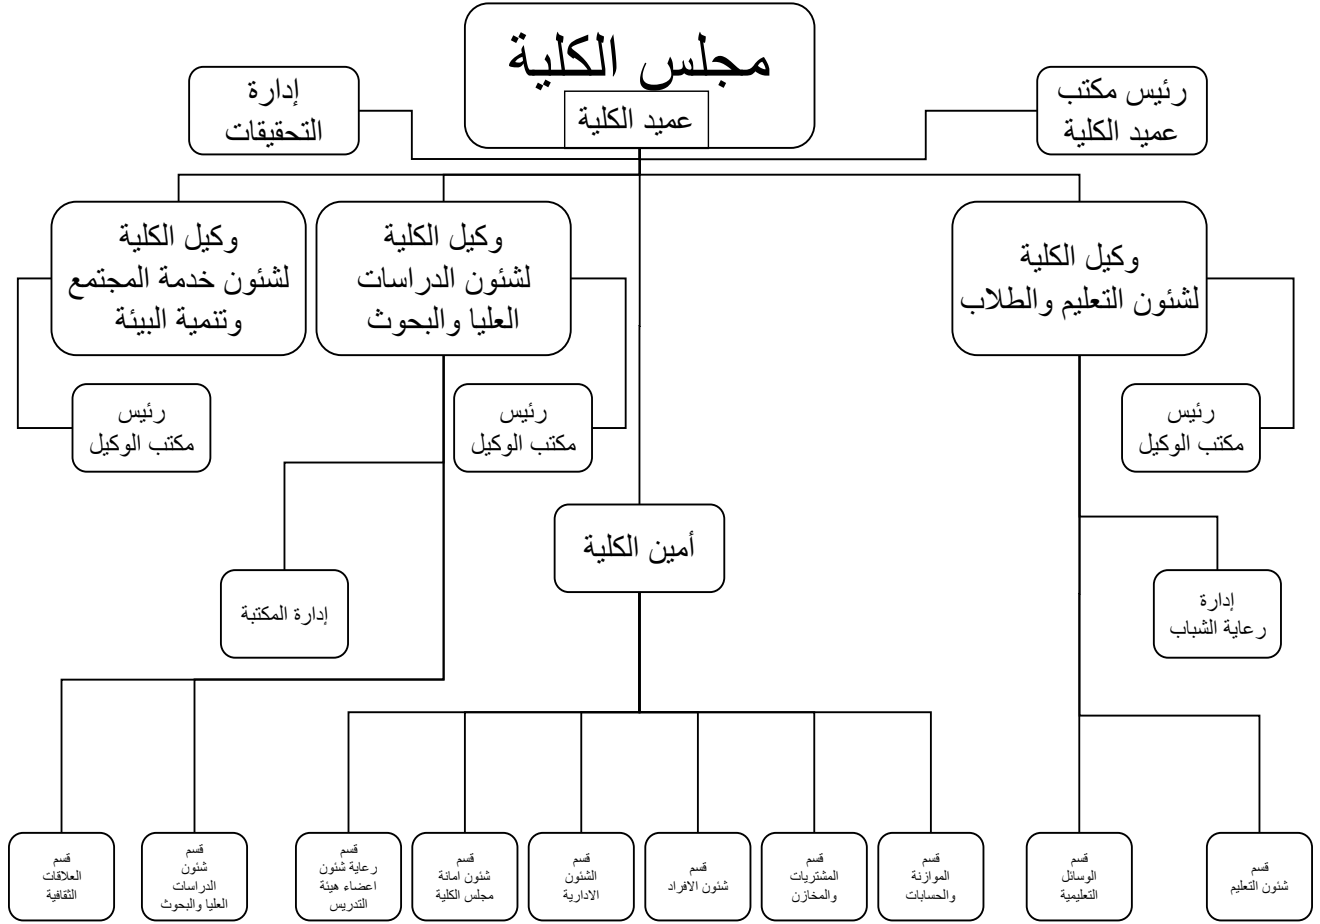 مجلس الكلية
عميد الكلية
رئيس مكتب
عميد الكلية
إدارة
التحقيقات
وكيل الكلية
لشئون التعليم والطلاب
وكيل الكلية
لشئون الدراسات
العليا والبحوث
وكيل الكلية
لشئون خدمة المجتمع
وتنمية البيئة
رئيس
مكتب الوكيل
رئيس
مكتب الوكيل
رئيس
مكتب الوكيل
أمين الكلية
إدارة
رعاية الشباب
إدارة المكتبة
قسم
شئون التعليم
قسم
الوسائل
التعليمية
قسم
الموازنة
والحسابات
قسم
المشتريات
والمخازن
قسم
شئون الافراد
قسم
الشئون
الادارية
قسم
شئون امانة
مجلس الكلية
قسم
رعاية شئون
اعضاء هيئة
التدريس
قسم
شئون
الدراسات
العليا والبحوث
قسم
العلاقات
الثقافية